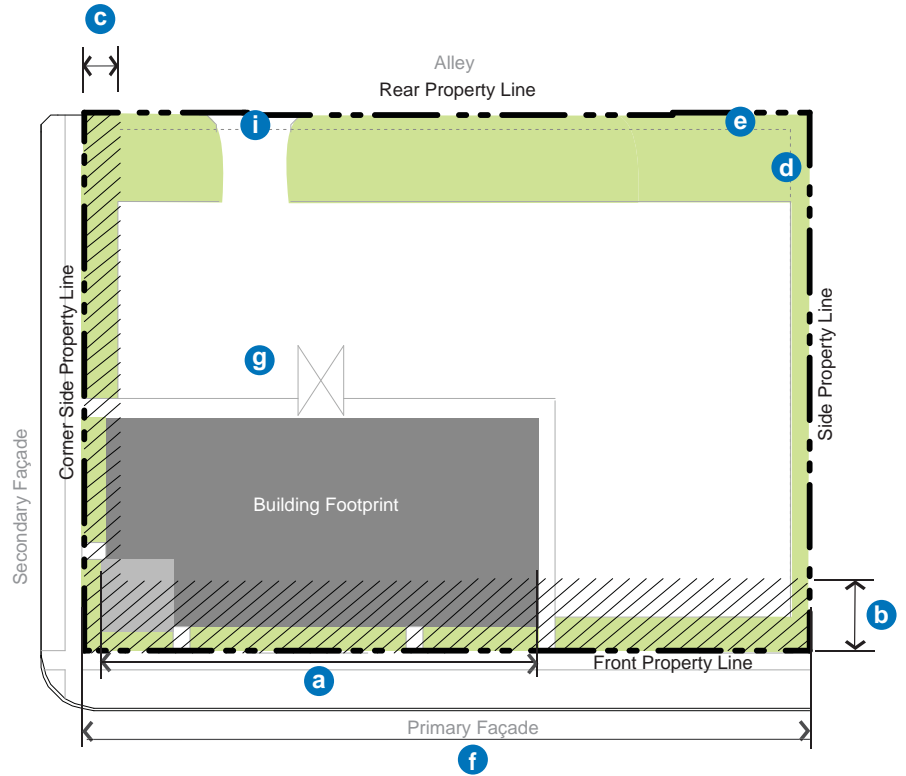 c
Alley
Rear Property Line
i
e
d
Corner Side Property Line
Side Property Line
g
Secondary Façade
Building Footprint
b
Front Property Line
a
Primary Façade
f